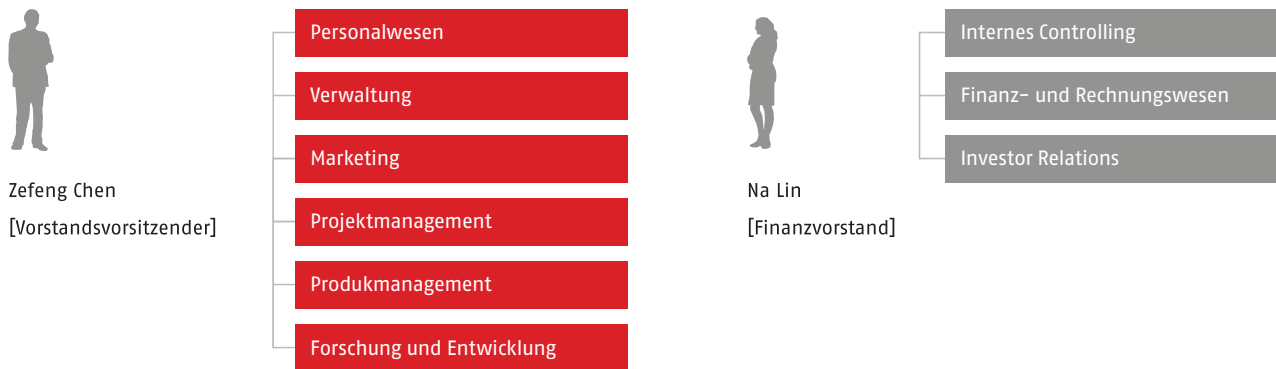 Personalwesen
Verwaltung
Marketing
Projektmanagement
Produkmanagement
Forschung und Entwicklung
Zefeng Chen
[Vorstandsvorsitzender]
Internes Controlling
Finanz- und Rechnungswesen
Investor Relations
Na Lin
[Finanzvorstand]